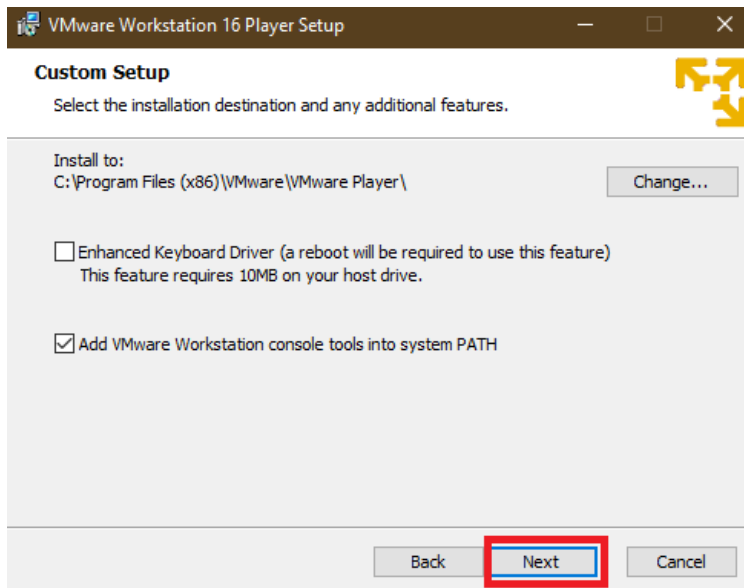 VMware Workstation 16 Player Setup
Custom Setup
Select the installation destination and any additional features.
Install to:
C:\Program Files (x86)\VMware\VMware Player\
Change...
Enhanced Keyboard Driver (a reboot will be required to use this feature)
This feature requires 10MB on your host drive.
Add VMware Workstation console tools into system PATH
Back Next Cancel